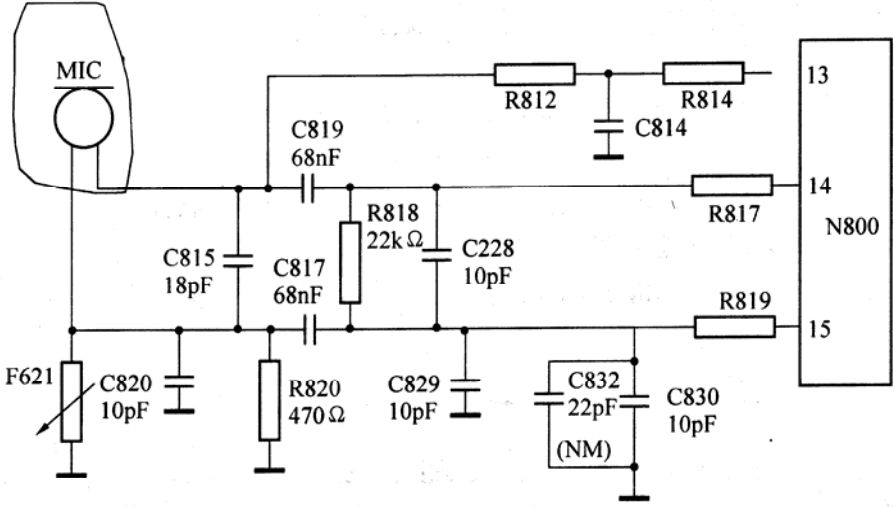 MIC
13
R812
R814
C814
C819
68nF
14
R817
R818
22kΩ
N800
C815
18pF
C817
68nF
C228
10pF
R819
15
F621
C820
10pF
R820
470Ω
C829
10pF
C832
22pF
C830
10pF
(NM)